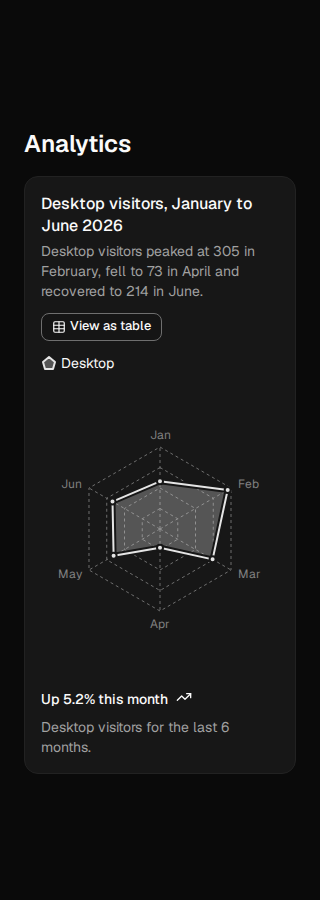 Analytics
Desktop visitors, January to
June 2026
Desktop visitors peaked at 305 in
February, fell to 73 in April and
recovered to 214 in June.
View as table
Desktop
Jan
Jun
Feb
May
Mar
Apr
Up 5.2% this month
Desktop visitors for the last 6
months.